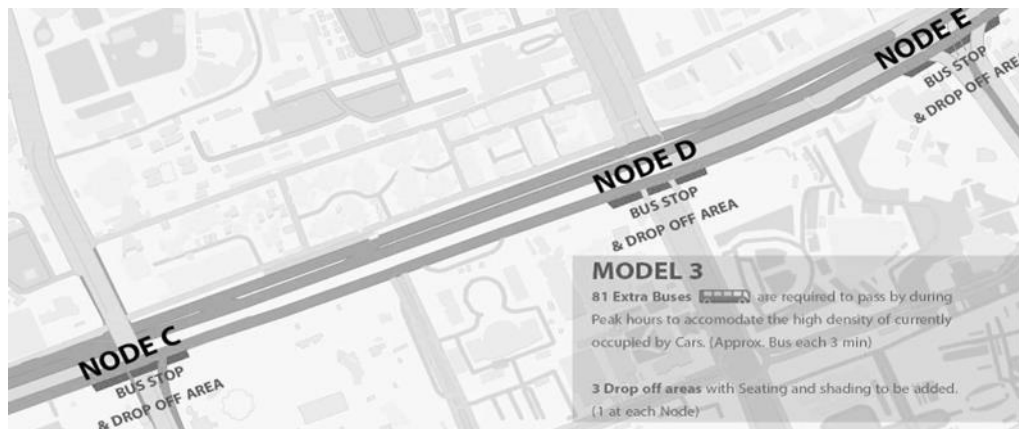 NODE E
BUS STOP
& DROP OFF AREA
NODE D
BUS STOP
& DROP OFF AREA
MODEL 3
81 Extra Buses are required to pass by during
Peak hours to accomodate the high density of currently
occupied by Cars. (Approx. Bus each 3 min)
3 Drop off areas with Seating and shading to be added.
(1 at each Node)
NODE C
BUS STOP
& DROP OFF AREA